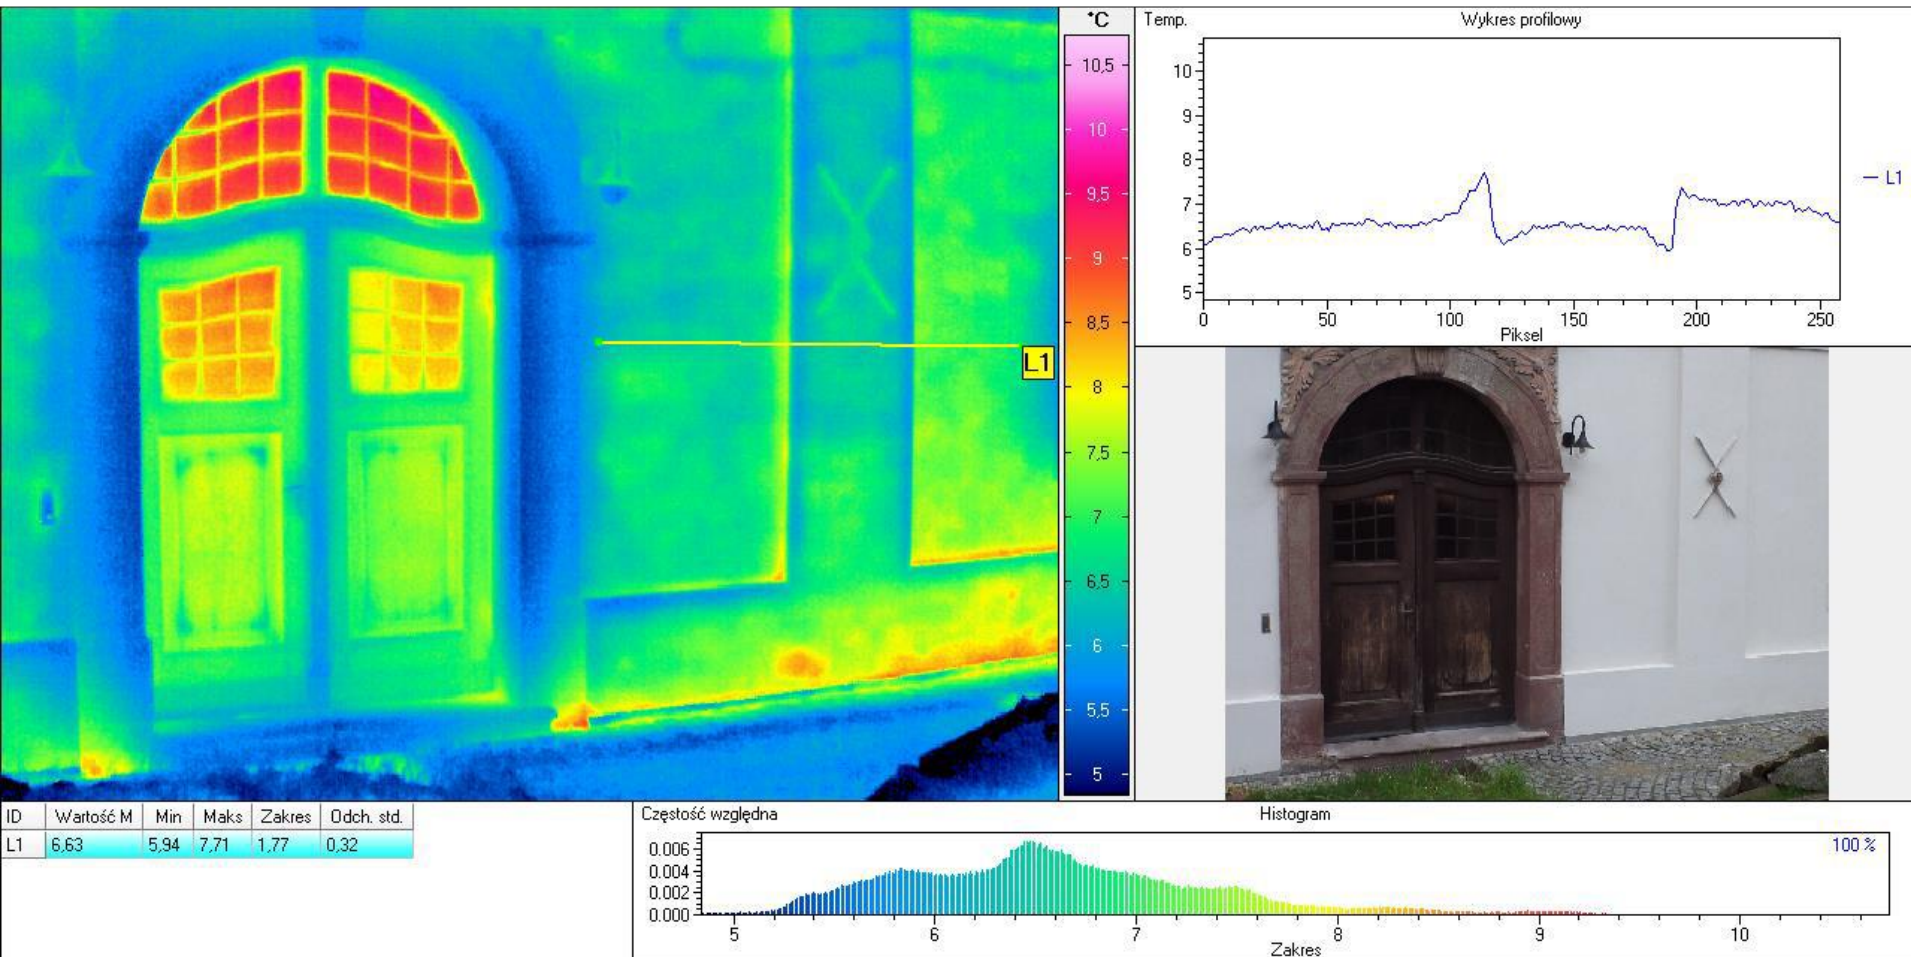 °C
10,5
10
9,5
9
8,5
8
7,5
7
6,5
6
5,5
5
L1
Temp.
Wykres profilowy
10
9
8
7
6
5
0 50 100 150 200 250
Piksel
L1
ID Wartość M Min Maks Zakres Odch. std.
L1 6,63 5,94 7,71 1,77 0,32
Częstość względna
Histogram
100 %
0.006
0.004
0.002
0.000
5 6 7 8 9 10
Zakres